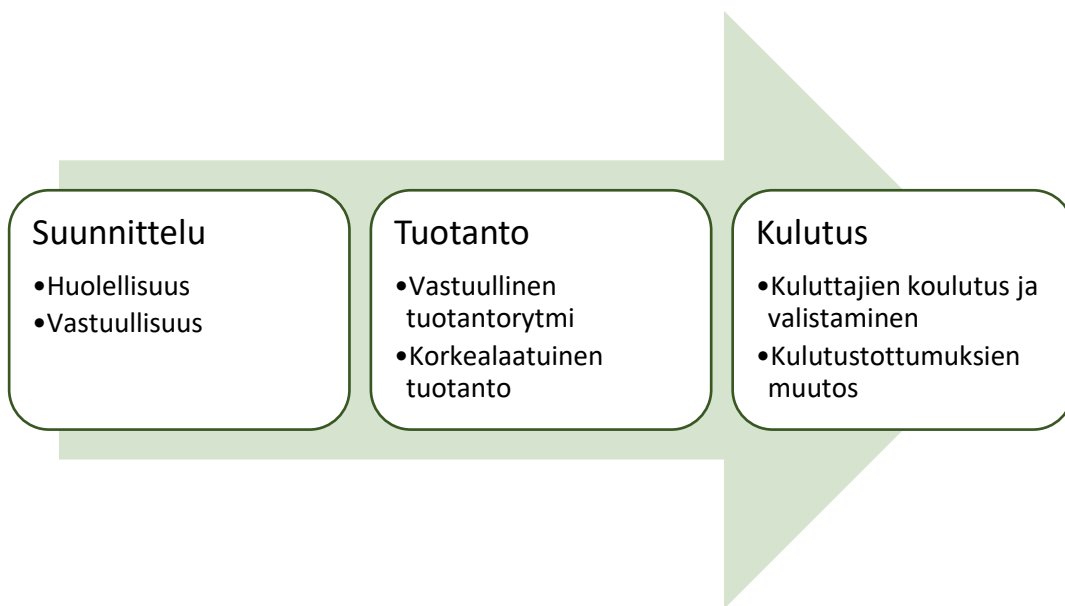 Suunnittelu
•Huolellisuus
•Vastuullisuus
Tuotanto
•Vastuullinen
tuotantorytmi
•Korkealaatuinen
tuotanto
Kulutus
•Kuluttajien koulutus ja
valistaminen
•Kulutustottumuksien
muutos